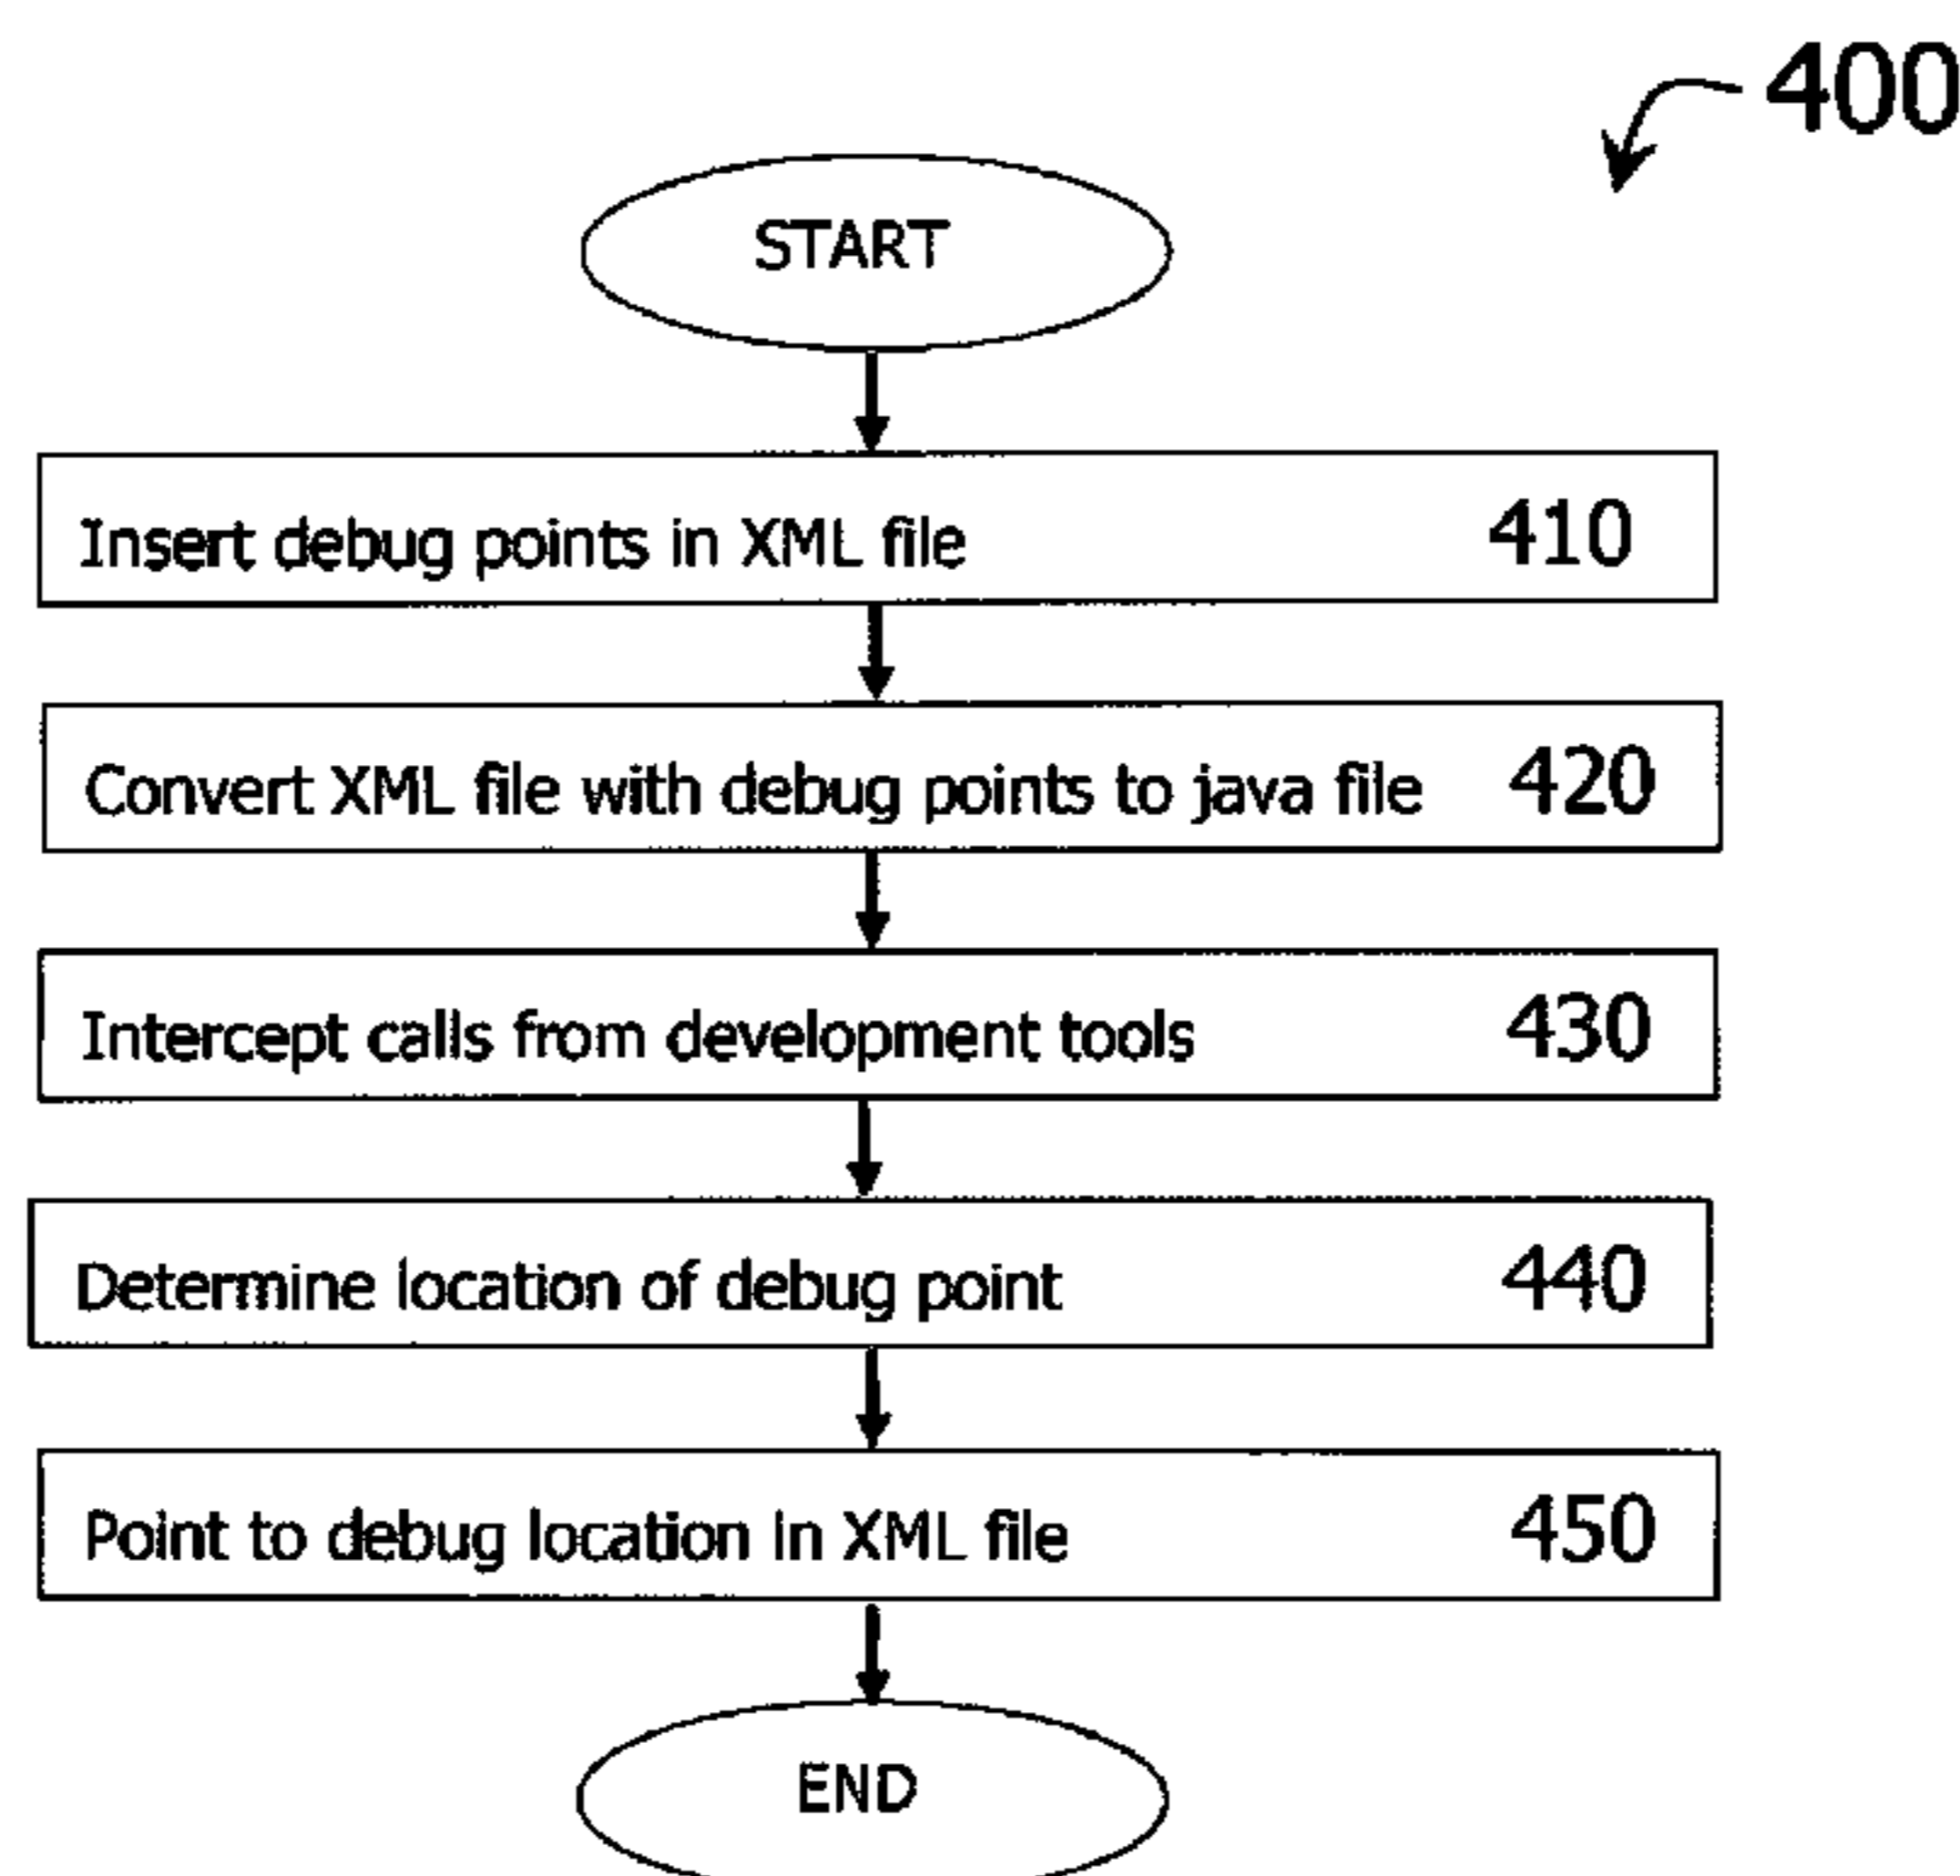 400
START
Insert debug points in XML file 410
Convert XML file with debug points to java file 420
Intercept calls from development tools 430
Determine location of debug point 440
Point to debug location in XML file 450
END